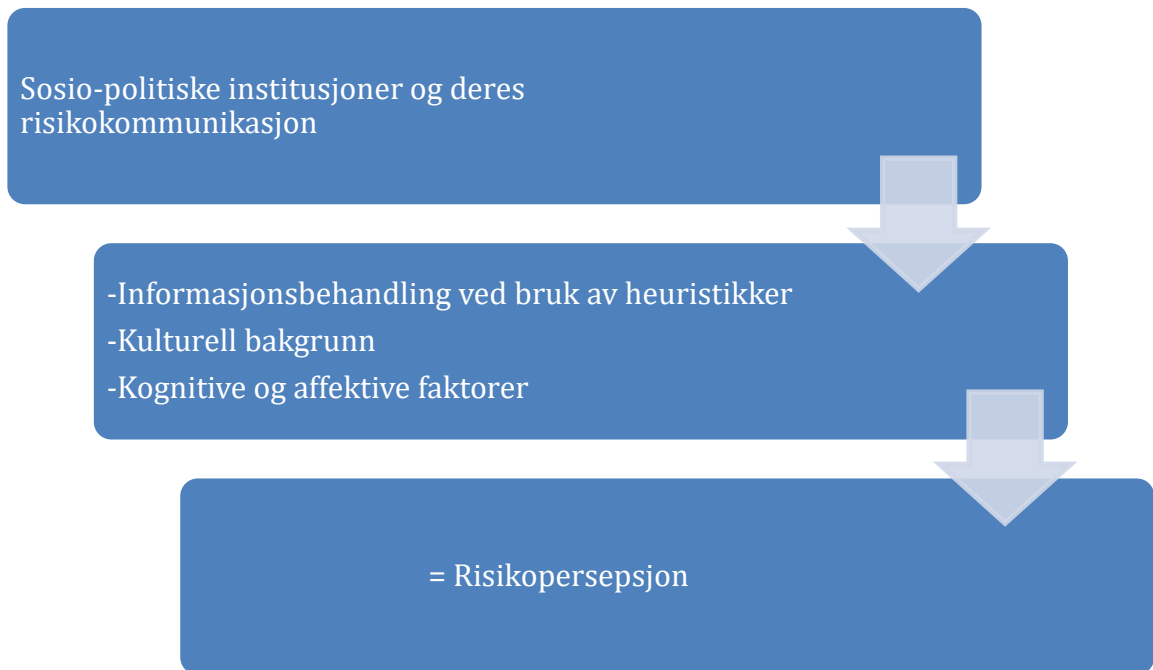 Sosio-politiske institusjoner og deres
risikokommunikasjon
-Informasjonsbehandling ved bruk av heuristikker
-Kulturell bakgrunn
-Kognitive og affektive faktorer
= Risikopersepsjon